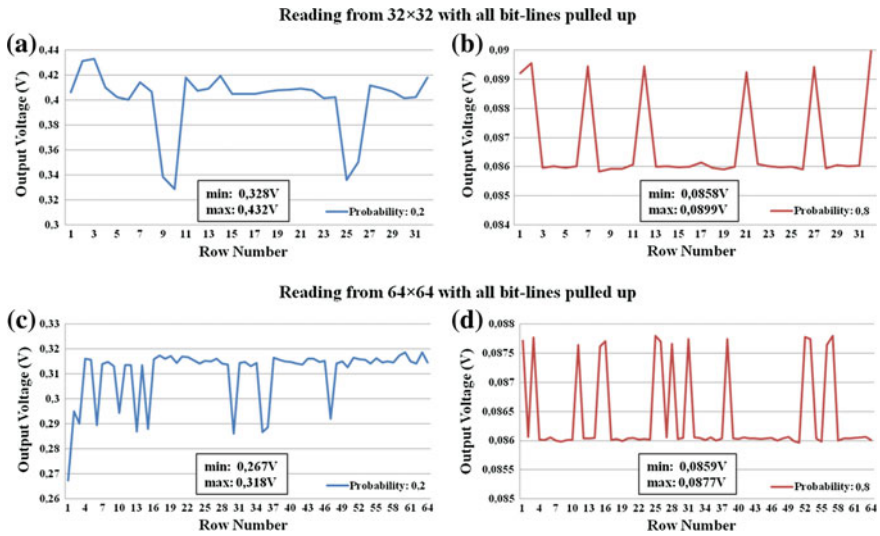 Reading from 32×32 with all bit-lines pulled up
(a)
Output Voltage (V)
0,44
0,42
0,4
0,38
0,36
0,34
0,32
0,3
min: 0,328V
max: 0,432V
Probability: 0,2
1 3 5 7 9 11 13 15 17 19 21 23 25 27 29 31
Row Number
(b)
Output Voltage (V)
0,09
0,089
0,088
0,087
0,086
0,085
0,084
min: 0,0858V
max: 0,0899V
Probability: 0,8
1 3 5 7 9 11 13 15 17 19 21 23 25 27 29 31
Row Number
Reading from 64×64 with all bit-lines pulled up
(c)
Output Voltage (V)
0,33
0,32
0,31
0,3
0,29
0,28
0,27
0,26
min: 0,267V
max: 0,318V
Probability: 0,2
1 4 7 10 13 16 19 22 25 28 31 34 37 40 43 46 49 52 55 58 61 64
Row Number
(d)
Output Voltage (V)
0,088
0,0875
0,087
0,0865
0,086
0,0855
0,085
min: 0,0859V
max: 0,0877V
Probability: 0,8
1 4 7 10 13 16 19 22 25 28 31 34 37 40 43 46 49 52 55 58 61 64
Row Number